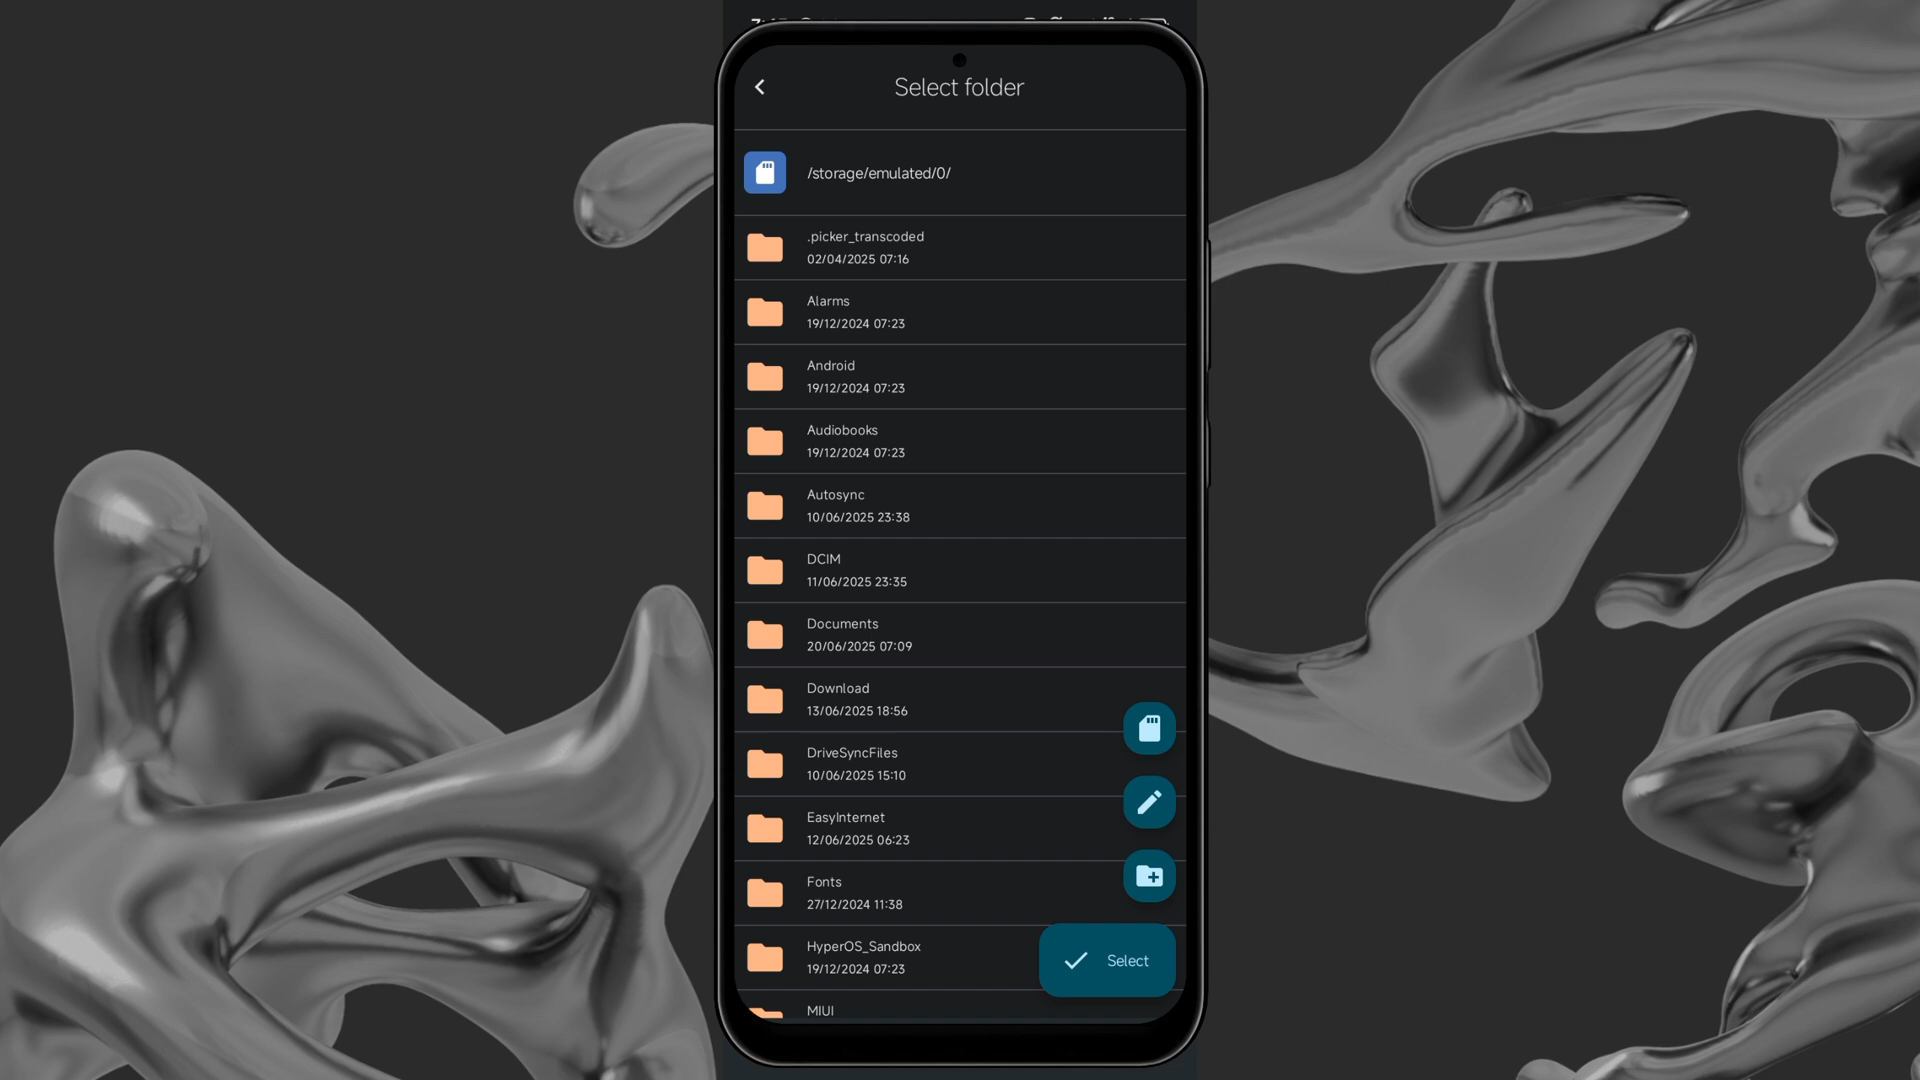 Select folder
/storage/emulated/0/
.picker_transcoded
02/04/2025 07:16
Alarms
19/12/2024 07:23
Android
19/12/2024 07:23
Audiobooks
19/12/2024 07:23
Autosync
10/06/2025 23:38
DCIM
11/06/2025 23:35
Documents
20/06/2025 07:09
Download
13/06/2025 18:56
DriveSyncFiles
10/06/2025 15:10
EasyInternet
12/06/2025 06:23
Fonts
27/12/2024 11:38
HyperOS_Sandbox
19/12/2024 07:23
Select
MIUI